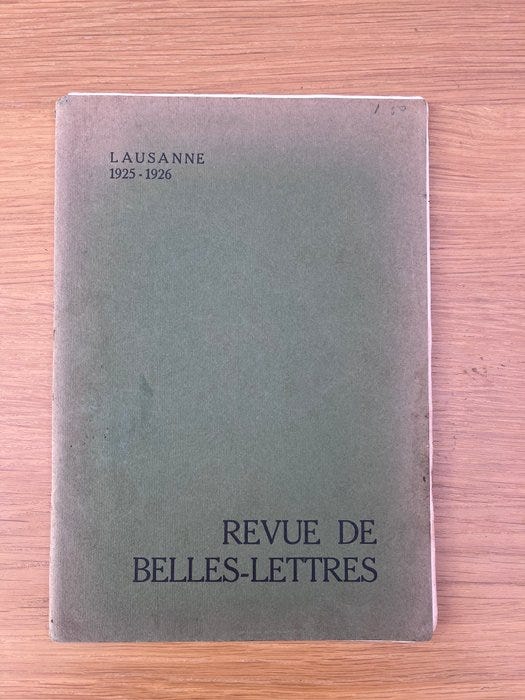 LAUSANNE
1925 - 1926
REVUE DE
BELLES-LETTRES